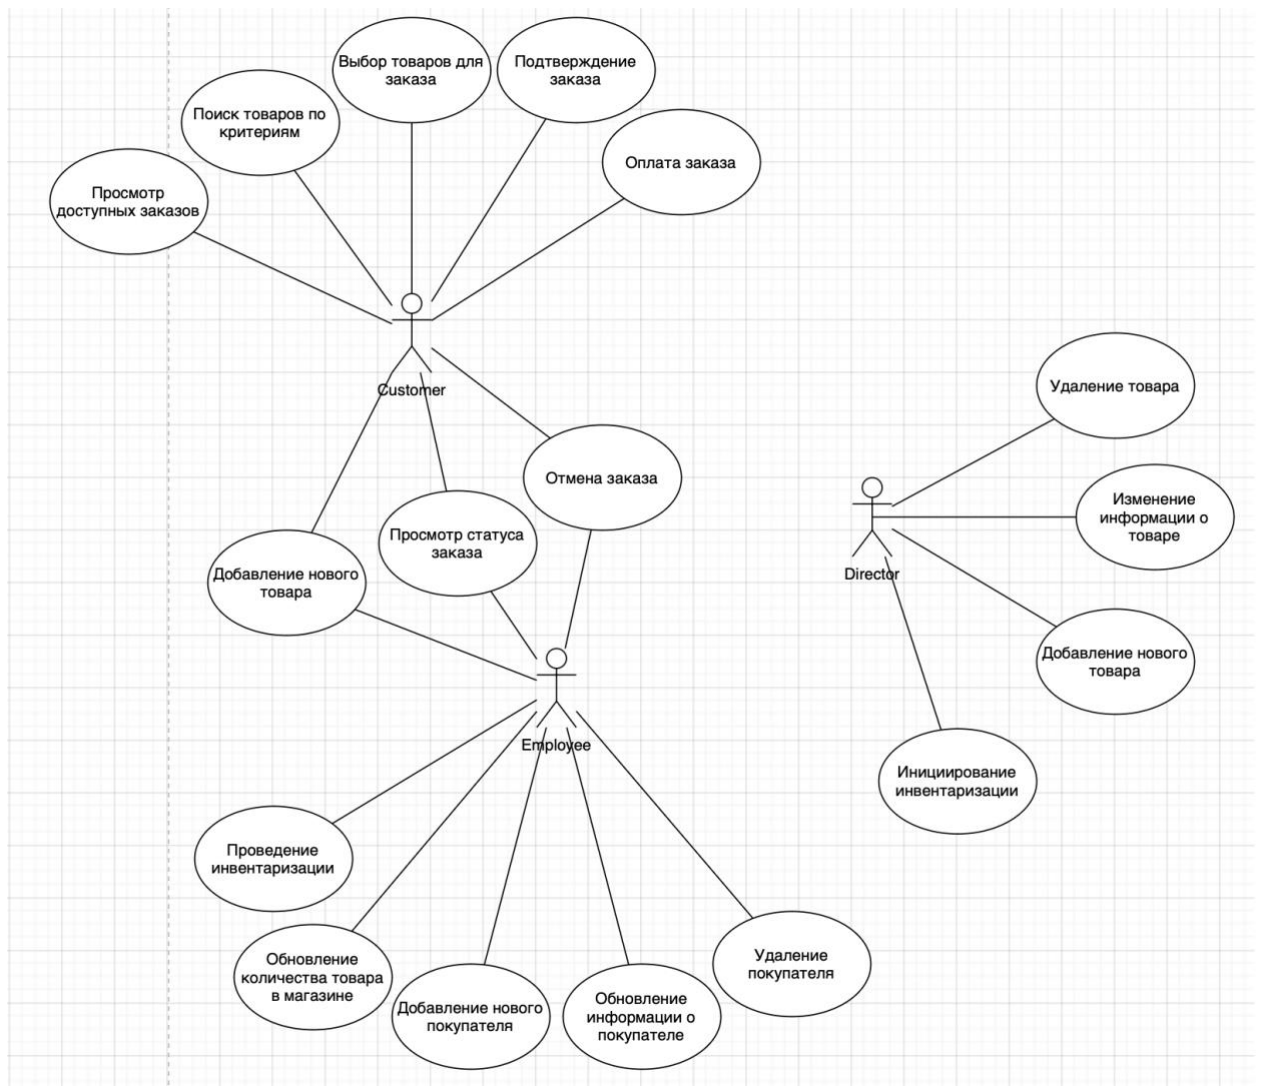 Выбор товаров для
заказа
Подтверждение
заказа
Поиск товаров по
критериям
Оплата заказа
Просмотр
доступных заказов
Customer
Удаление товара
Отмена заказа
Изменение
информации о
товаре
Просмотр статуса
заказа
Director
Добавление нового
товара
Добавление нового
товара
Employee
Инициирование
инвентаризации
Проведение
инвентаризации
Обновление
количества товара
в магазине
Удаление
покупателя
Добавление нового
покупателя
Обновление
информации о
покупателе